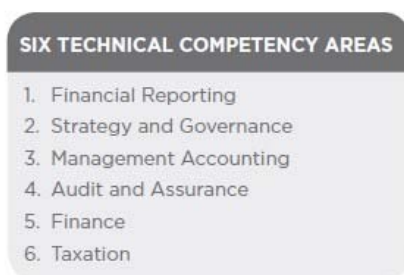 SIX TECHNICAL COMPETENCY AREAS
1. Financial Reporting
2. Strategy and Governance
3. Management Accounting
4. Audit and Assurance
5. Finance
6. Taxation